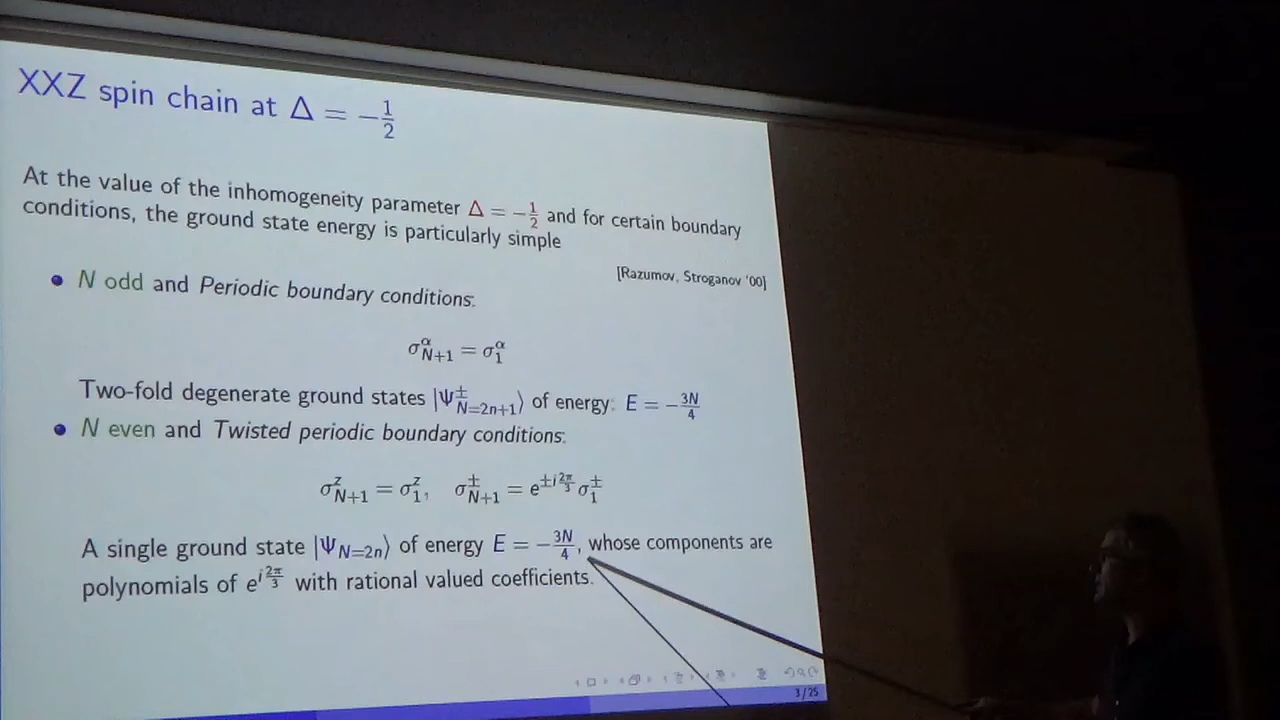 XXZ spin chain at Δ = −1/2
At the value of the inhomogeneity parameter Δ = −1/2 and for certain boundary
conditions, the ground state energy is particularly simple
[Razumov, Stroganov '00]
• N odd and Periodic boundary conditions:
σ^α_{N+1} = σ^α_1
Two-fold degenerate ground states |Ψ^±_{N=2n+1}⟩ of energy: E = −3N/4
• N even and Twisted periodic boundary conditions:
σ^z_{N+1} = σ^z_1, σ^±_{N+1} = e^{±i 2π/3} σ^±_1
A single ground state |Ψ_{N=2n}⟩ of energy E = −3N/4, whose components are
polynomials of e^{i 2π/3} with rational valued coefficients.
3/25